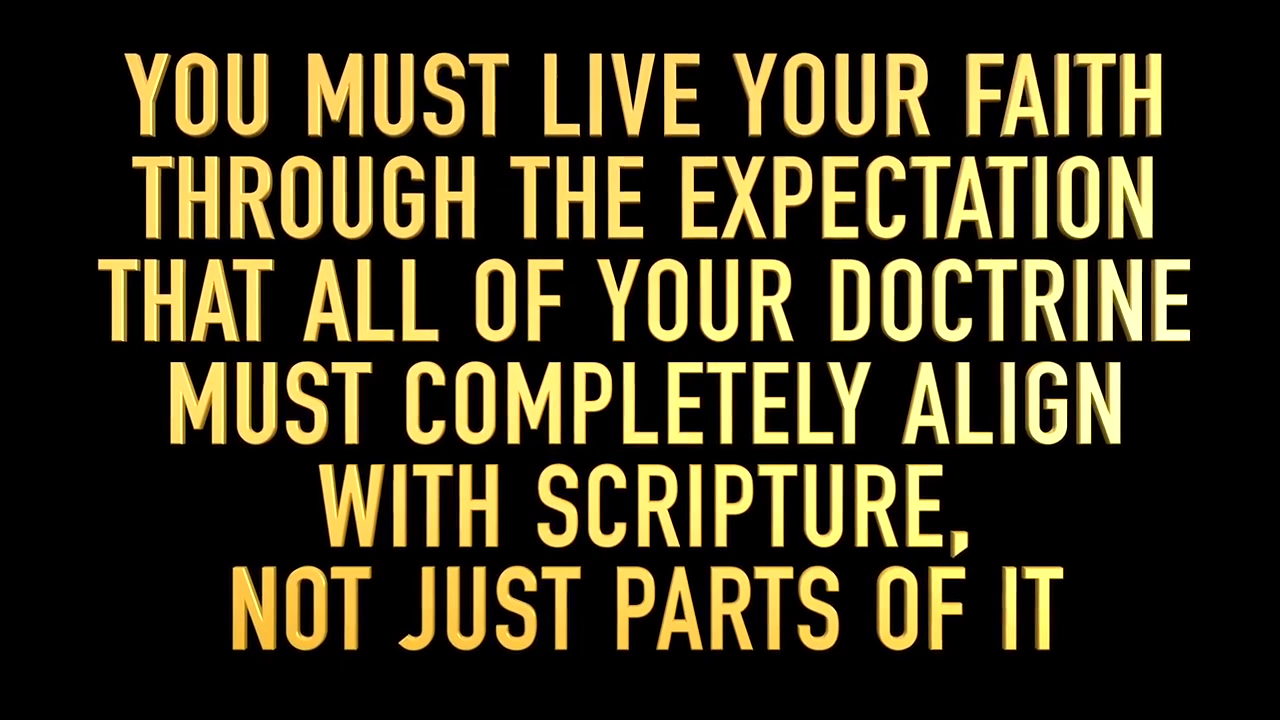 YOU MUST LIVE YOUR FAITH
THROUGH THE EXPECTATION
THAT ALL OF YOUR DOCTRINE
MUST COMPLETELY ALIGN
WITH SCRIPTURE,
NOT JUST PARTS OF IT